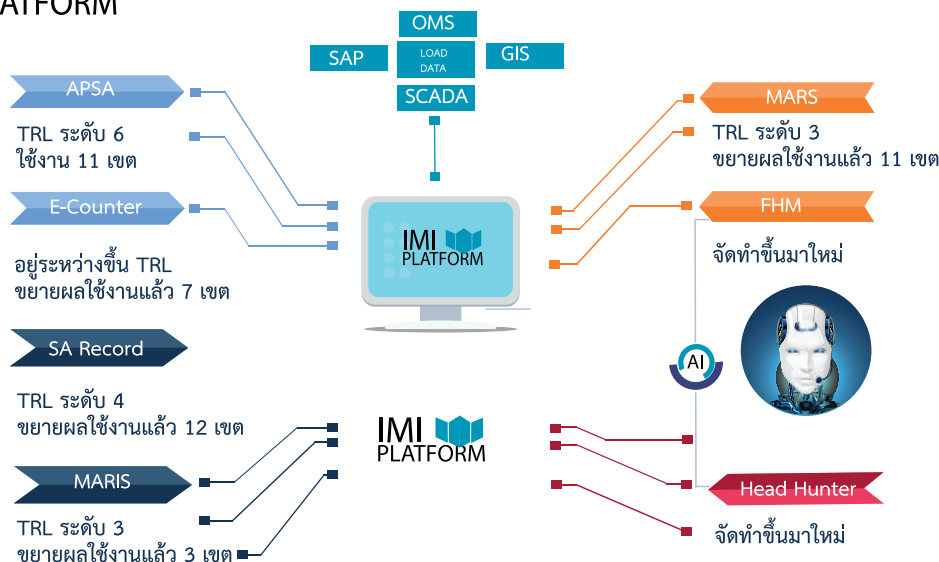 PLATFORM
OMS
SAP
LOAD
DATA
GIS
SCADA
APSA
TRL ระดับ 6
ใช้งาน 11 เขต
E-Counter
อยู่ระหว่างขึ้น TRL
ขยายผลใช้งานแล้ว 7 เขต
SA Record
TRL ระดับ 4
ขยายผลใช้งานแล้ว 12 เขต
MARIS
TRL ระดับ 3
ขยายผลใช้งานแล้ว 3 เขต
IMI
PLATFORM
IMI
PLATFORM
MARS
TRL ระดับ 3
ขยายผลใช้งานแล้ว 11 เขต
FHM
จัดทำขึ้นมาใหม่
AI
Head Hunter
จัดทำขึ้นมาใหม่